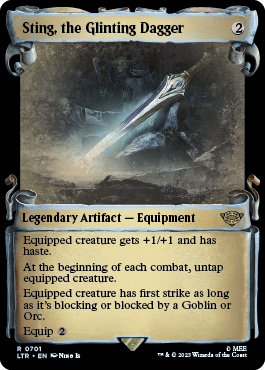 Sting, the Glinting Dagger 2
Legendary Artifact — Equipment
Equipped creature gets +1/+1 and has
haste.
At the beginning of each combat, untap
equipped creature.
Equipped creature has first strike as long
as it's blocking or blocked by a Goblin or
Orc.
Equip 2
R 0701
LTR • EN
™ & © 2023 Wizards of the Coast